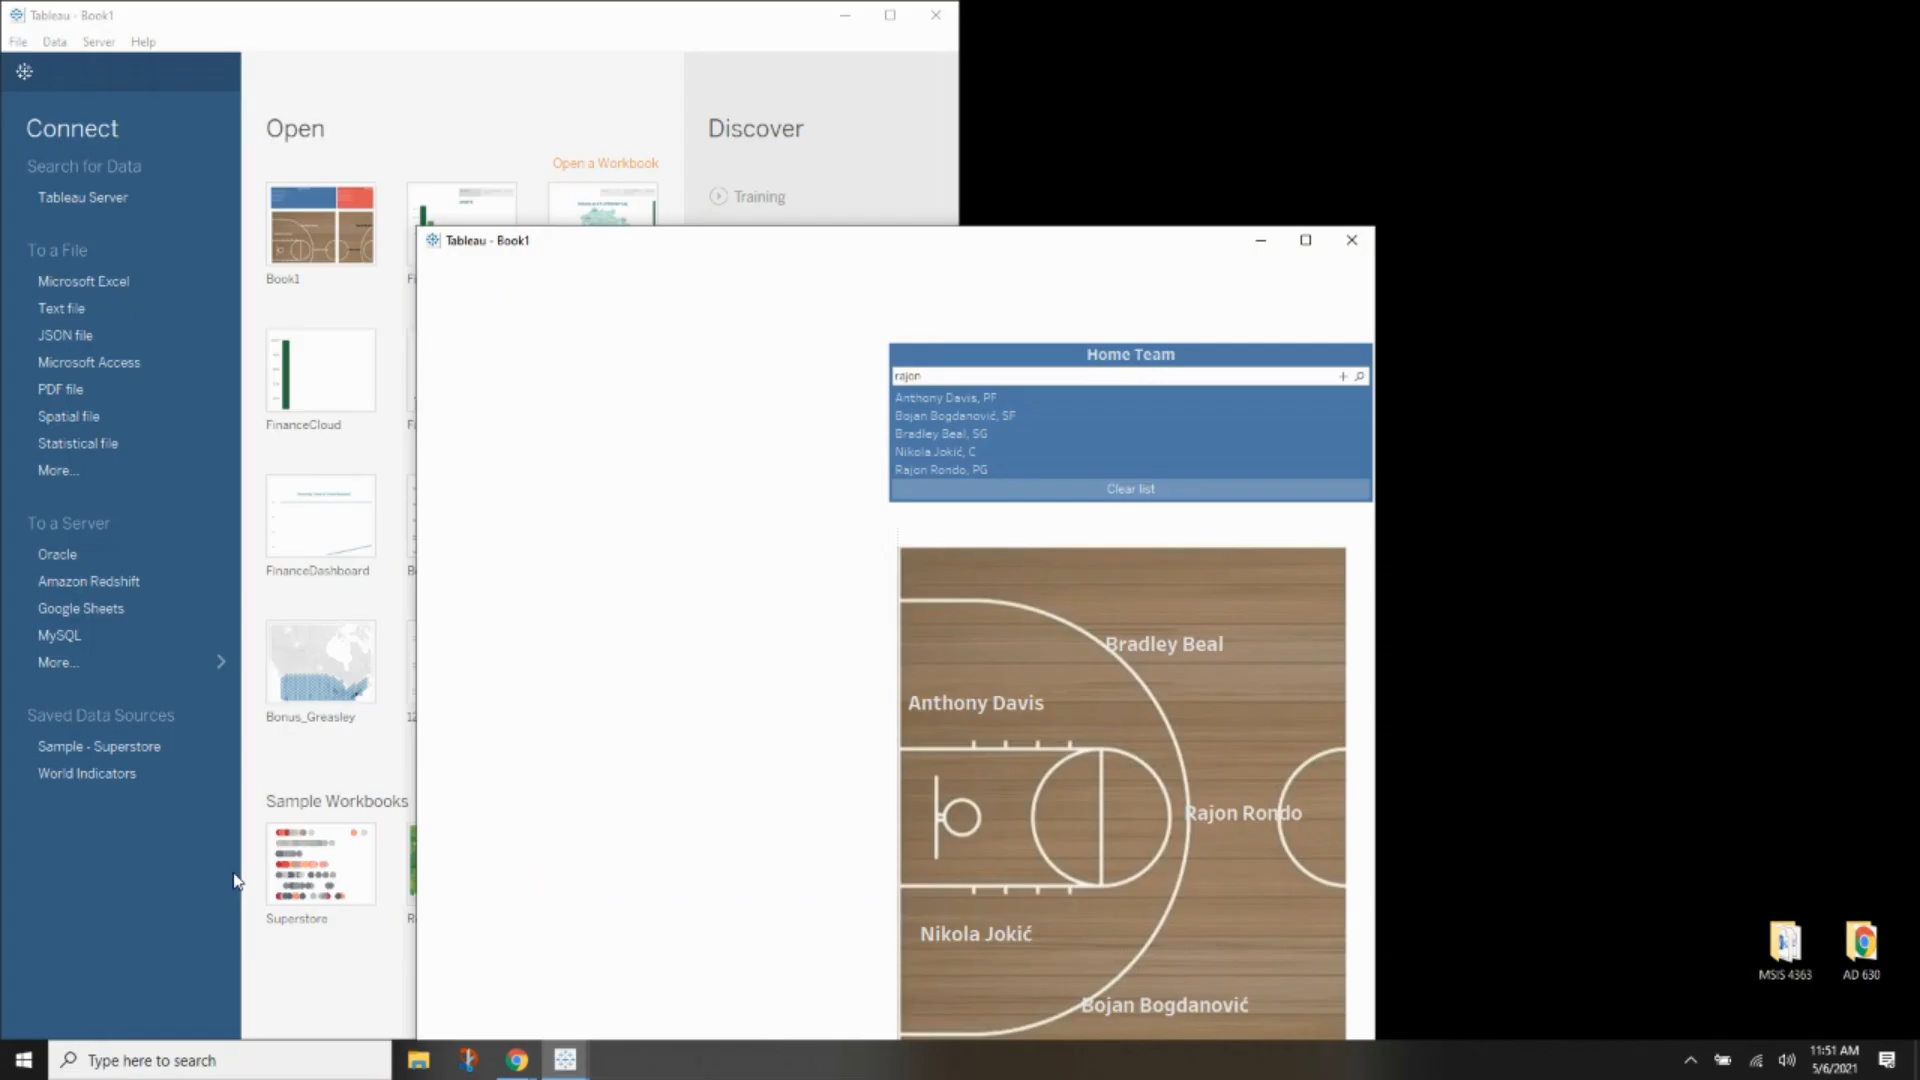 Tableau - Book1
File Data Server Help
Connect
Search for Data
Tableau Server
To a File
Microsoft Excel
Text file
JSON file
Microsoft Access
PDF file
Spatial file
Statistical file
More...
To a Server
Oracle
Amazon Redshift
Google Sheets
MySQL
More...
Saved Data Sources
Sample - Superstore
World Indicators
Open
Open a Workbook
Book1
FinanceCloud
FinanceDashboard
Bonus_Greasley
Sample Workbooks
Superstore
Discover
Training
Tableau - Book1
Home Team
rajon
Anthony Davis, PF
Bojan Bogdanović, SF
Bradley Beal, SG
Nikola Jokić, C
Rajon Rondo, PG
Clear list
Bradley Beal
Anthony Davis
Rajon Rondo
Nikola Jokić
Bojan Bogdanović
MSIS 4363
AD 630
Type here to search
11:51 AM
5/6/2021